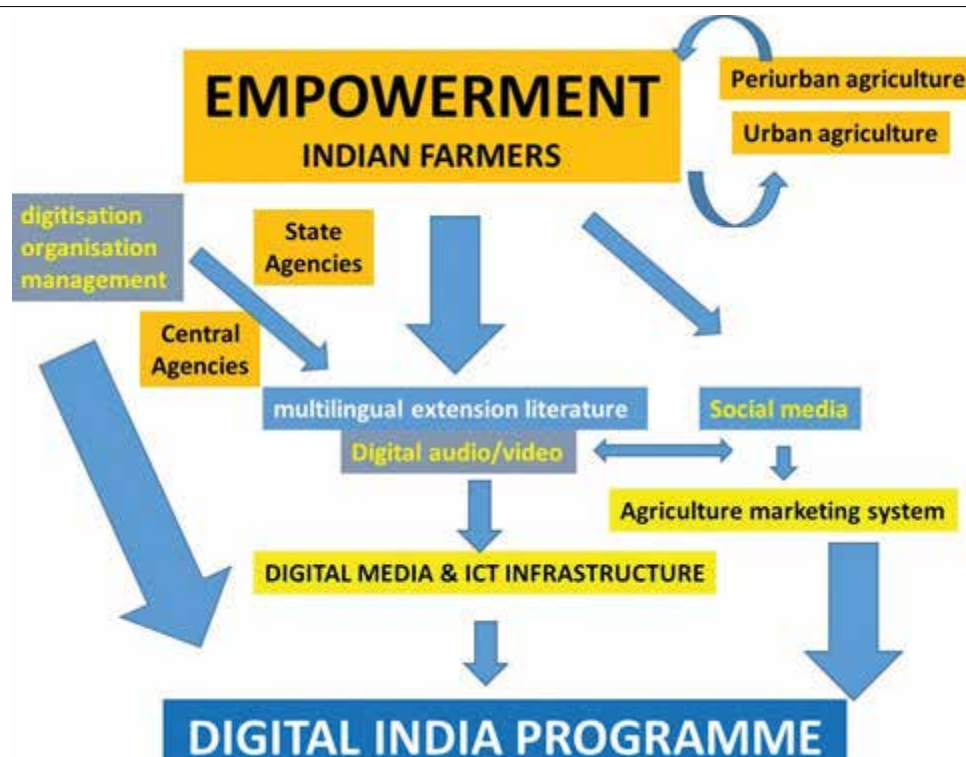 EMPOWERMENT
INDIAN FARMERS
Periurban agriculture
Urban agriculture
digitisation
organisation
management
State
Agencies
Central
Agencies
multilingual extension literature
Digital audio/video
Social media
Agriculture marketing system
DIGITAL MEDIA & ICT INFRASTRUCTURE
DIGITAL INDIA PROGRAMME